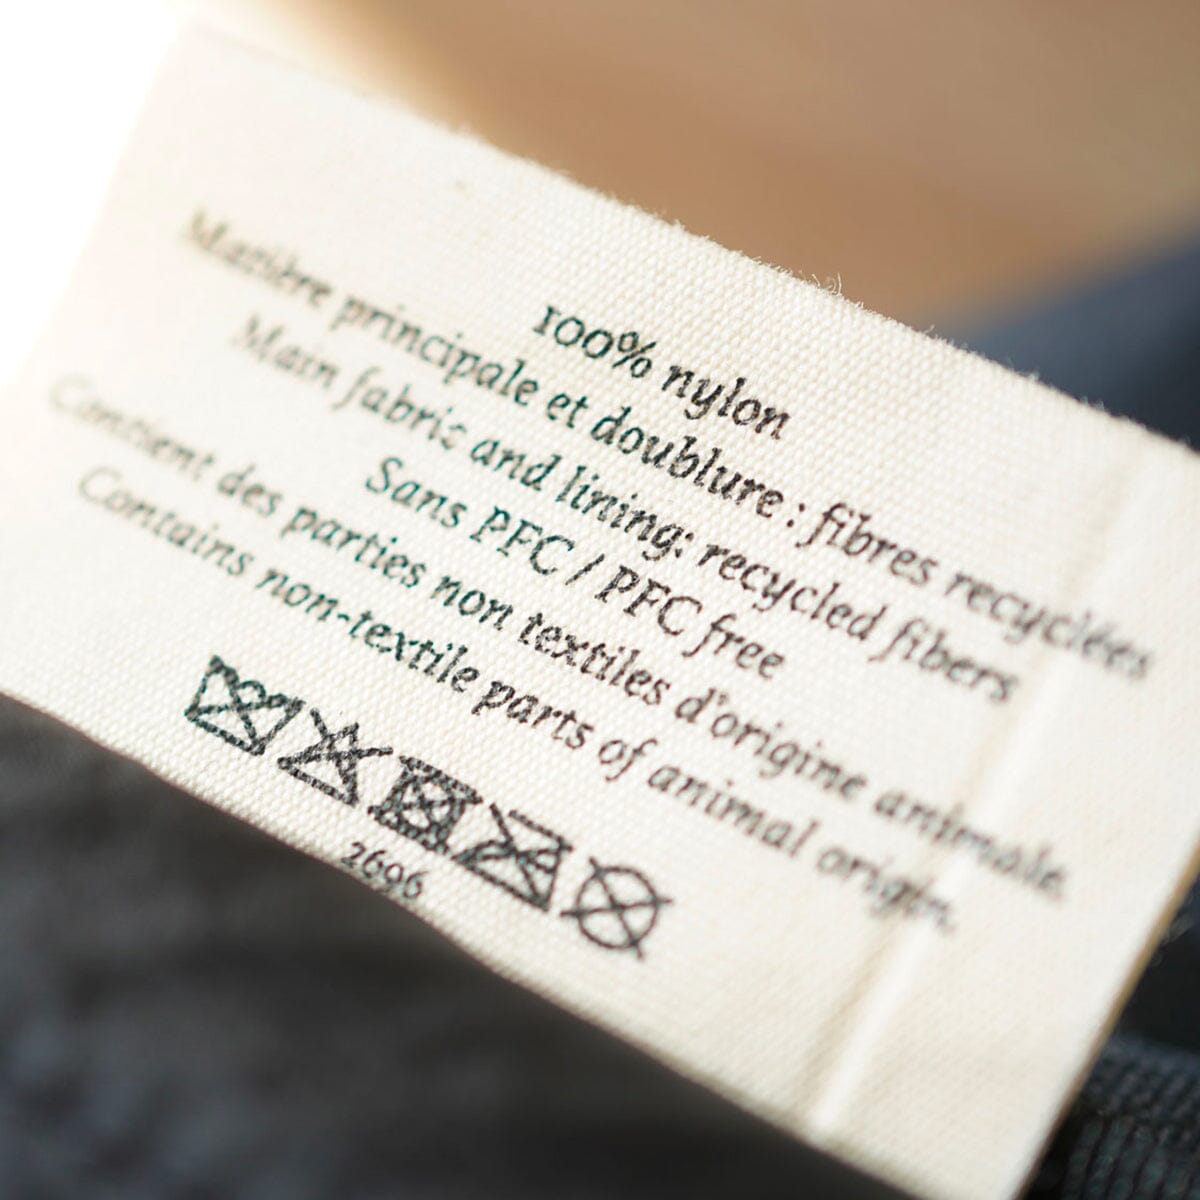 100% nylon
Matière principale et doublure : fibres recyclées
Main fabric and lining: recycled fibers
Sans PFC / PFC free
Contient des parties non textiles d'origine animale.
Contains non-textile parts of animal origin.
2696